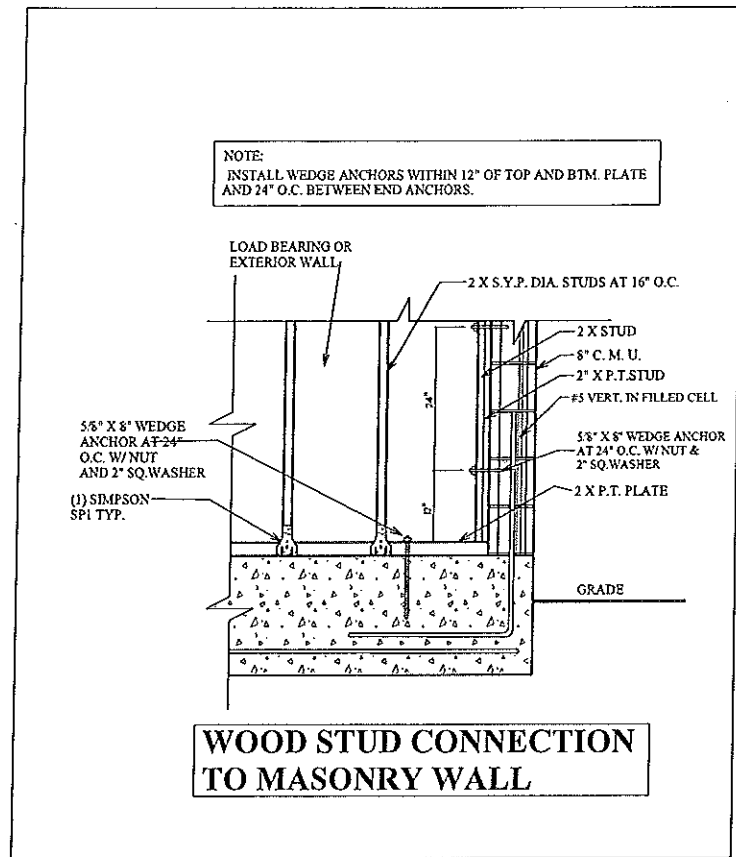 NOTE:
INSTALL WEDGE ANCHORS WITHIN 12" OF TOP AND BTM. PLATE
AND 24" O.C. BETWEEN END ANCHORS.
LOAD BEARING OR
EXTERIOR WALL
2 X S.Y.P. DIA. STUDS AT 16" O.C.
2 X STUD
8" C. M. U.
2" X P.T.STUD
#5 VERT. IN FILLED CELL
24"
5/8" X 8" WEDGE
ANCHOR AT 24"
O.C. W/ NUT
AND 2" SQ.WASHER
5/8" X 8" WEDGE ANCHOR
AT 24" O.C. W/ NUT &
2" SQ.WASHER
(1) SIMPSON
SP1 TYP.
12"
2 X P.T. PLATE
GRADE
WOOD STUD CONNECTION
TO MASONRY WALL